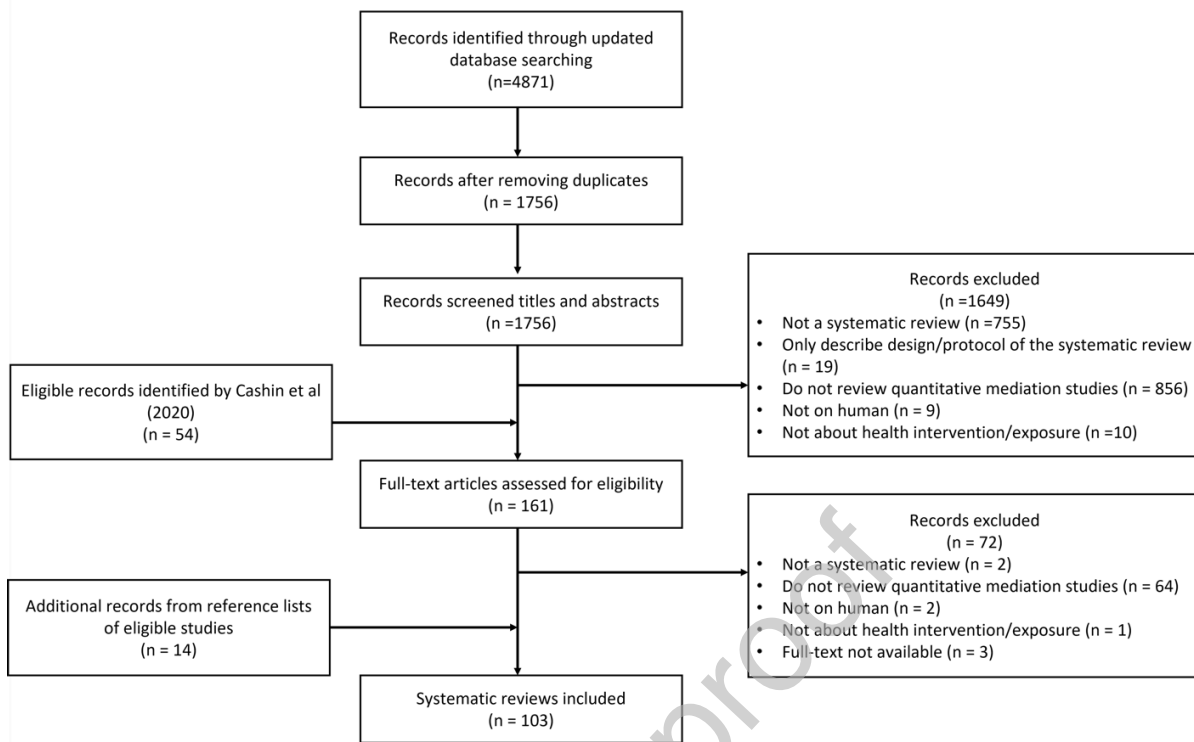 Records identified through updated
database searching
(n=4871)
Records after removing duplicates
(n = 1756)
Records screened titles and abstracts
(n =1756)
Records excluded
(n =1649)
• Not a systematic review (n =755)
• Only describe design/protocol of the systematic review
(n = 19)
• Do not review quantitative mediation studies (n = 856)
• Not on human (n = 9)
• Not about health intervention/exposure (n =10)
Eligible records identified by Cashin et al
(2020)
(n = 54)
Full-text articles assessed for eligibility
(n = 161)
Records excluded
(n = 72)
• Not a systematic review (n = 2)
• Do not review quantitative mediation studies (n = 64)
• Not on human (n = 2)
• Not about health intervention/exposure (n = 1)
• Full-text not available (n = 3)
Additional records from reference lists
of eligible studies
(n = 14)
Systematic reviews included
(n = 103)
proof